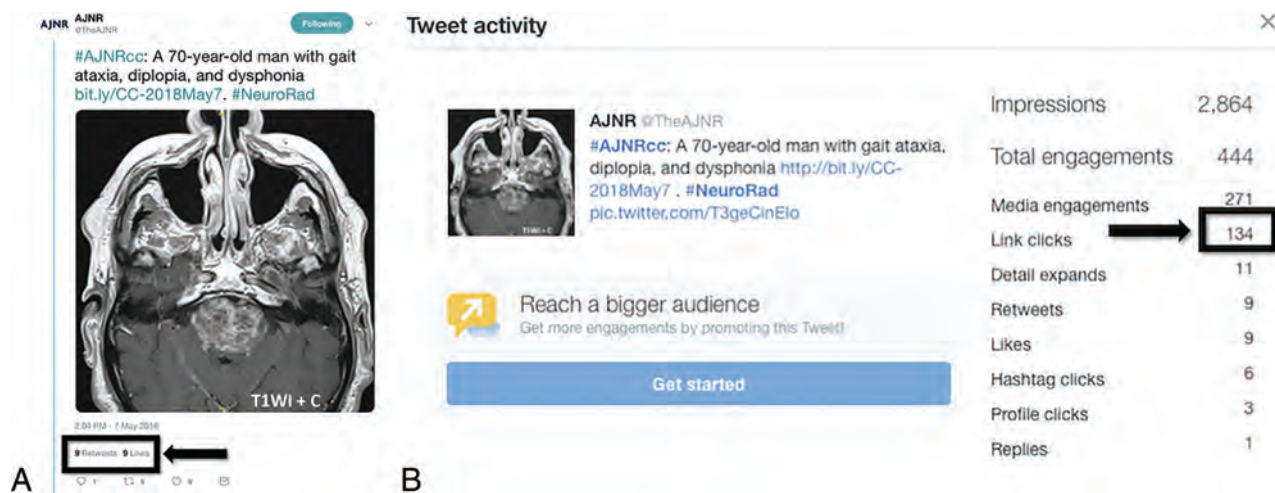 AJNR
AJNR
@TheAJNR
Following
#AJNRcc: A 70-year-old man with gait
ataxia, diplopia, and dysphonia
bit.ly/CC-2018May7. #NeuroRad
T1WI + C
2:04 PM - 7 May 2018
9 Retweets 9 Likes
1 9 9
A
Tweet activity
AJNR @TheAJNR
#AJNRcc: A 70-year-old man with gait ataxia,
diplopia, and dysphonia http://bit.ly/CC-
2018May7 . #NeuroRad
pic.twitter.com/T3geCinElo
T1WI + C
Reach a bigger audience
Get more engagements by promoting this Tweet!
Get started
Impressions 2,864
Total engagements 444
Media engagements 271
Link clicks 134
Detail expands 11
Retweets 9
Likes 9
Hashtag clicks 6
Profile clicks 3
Replies 1
B